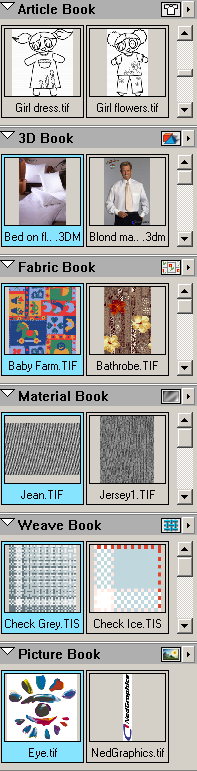 Article Book
Girl dress.tif Girl flowers.tif
3D Book
Bed on fl.. .3DM Blond ma.. .3dm
Fabric Book
Baby Farm.TIF Bathrobe.TIF
Material Book
Jean.TIF Jersey1.TIF
Weave Book
Check Grey.TIS Check Ice.TIS
Picture Book
NedGraphics
Eye.tif NedGraphics.tif